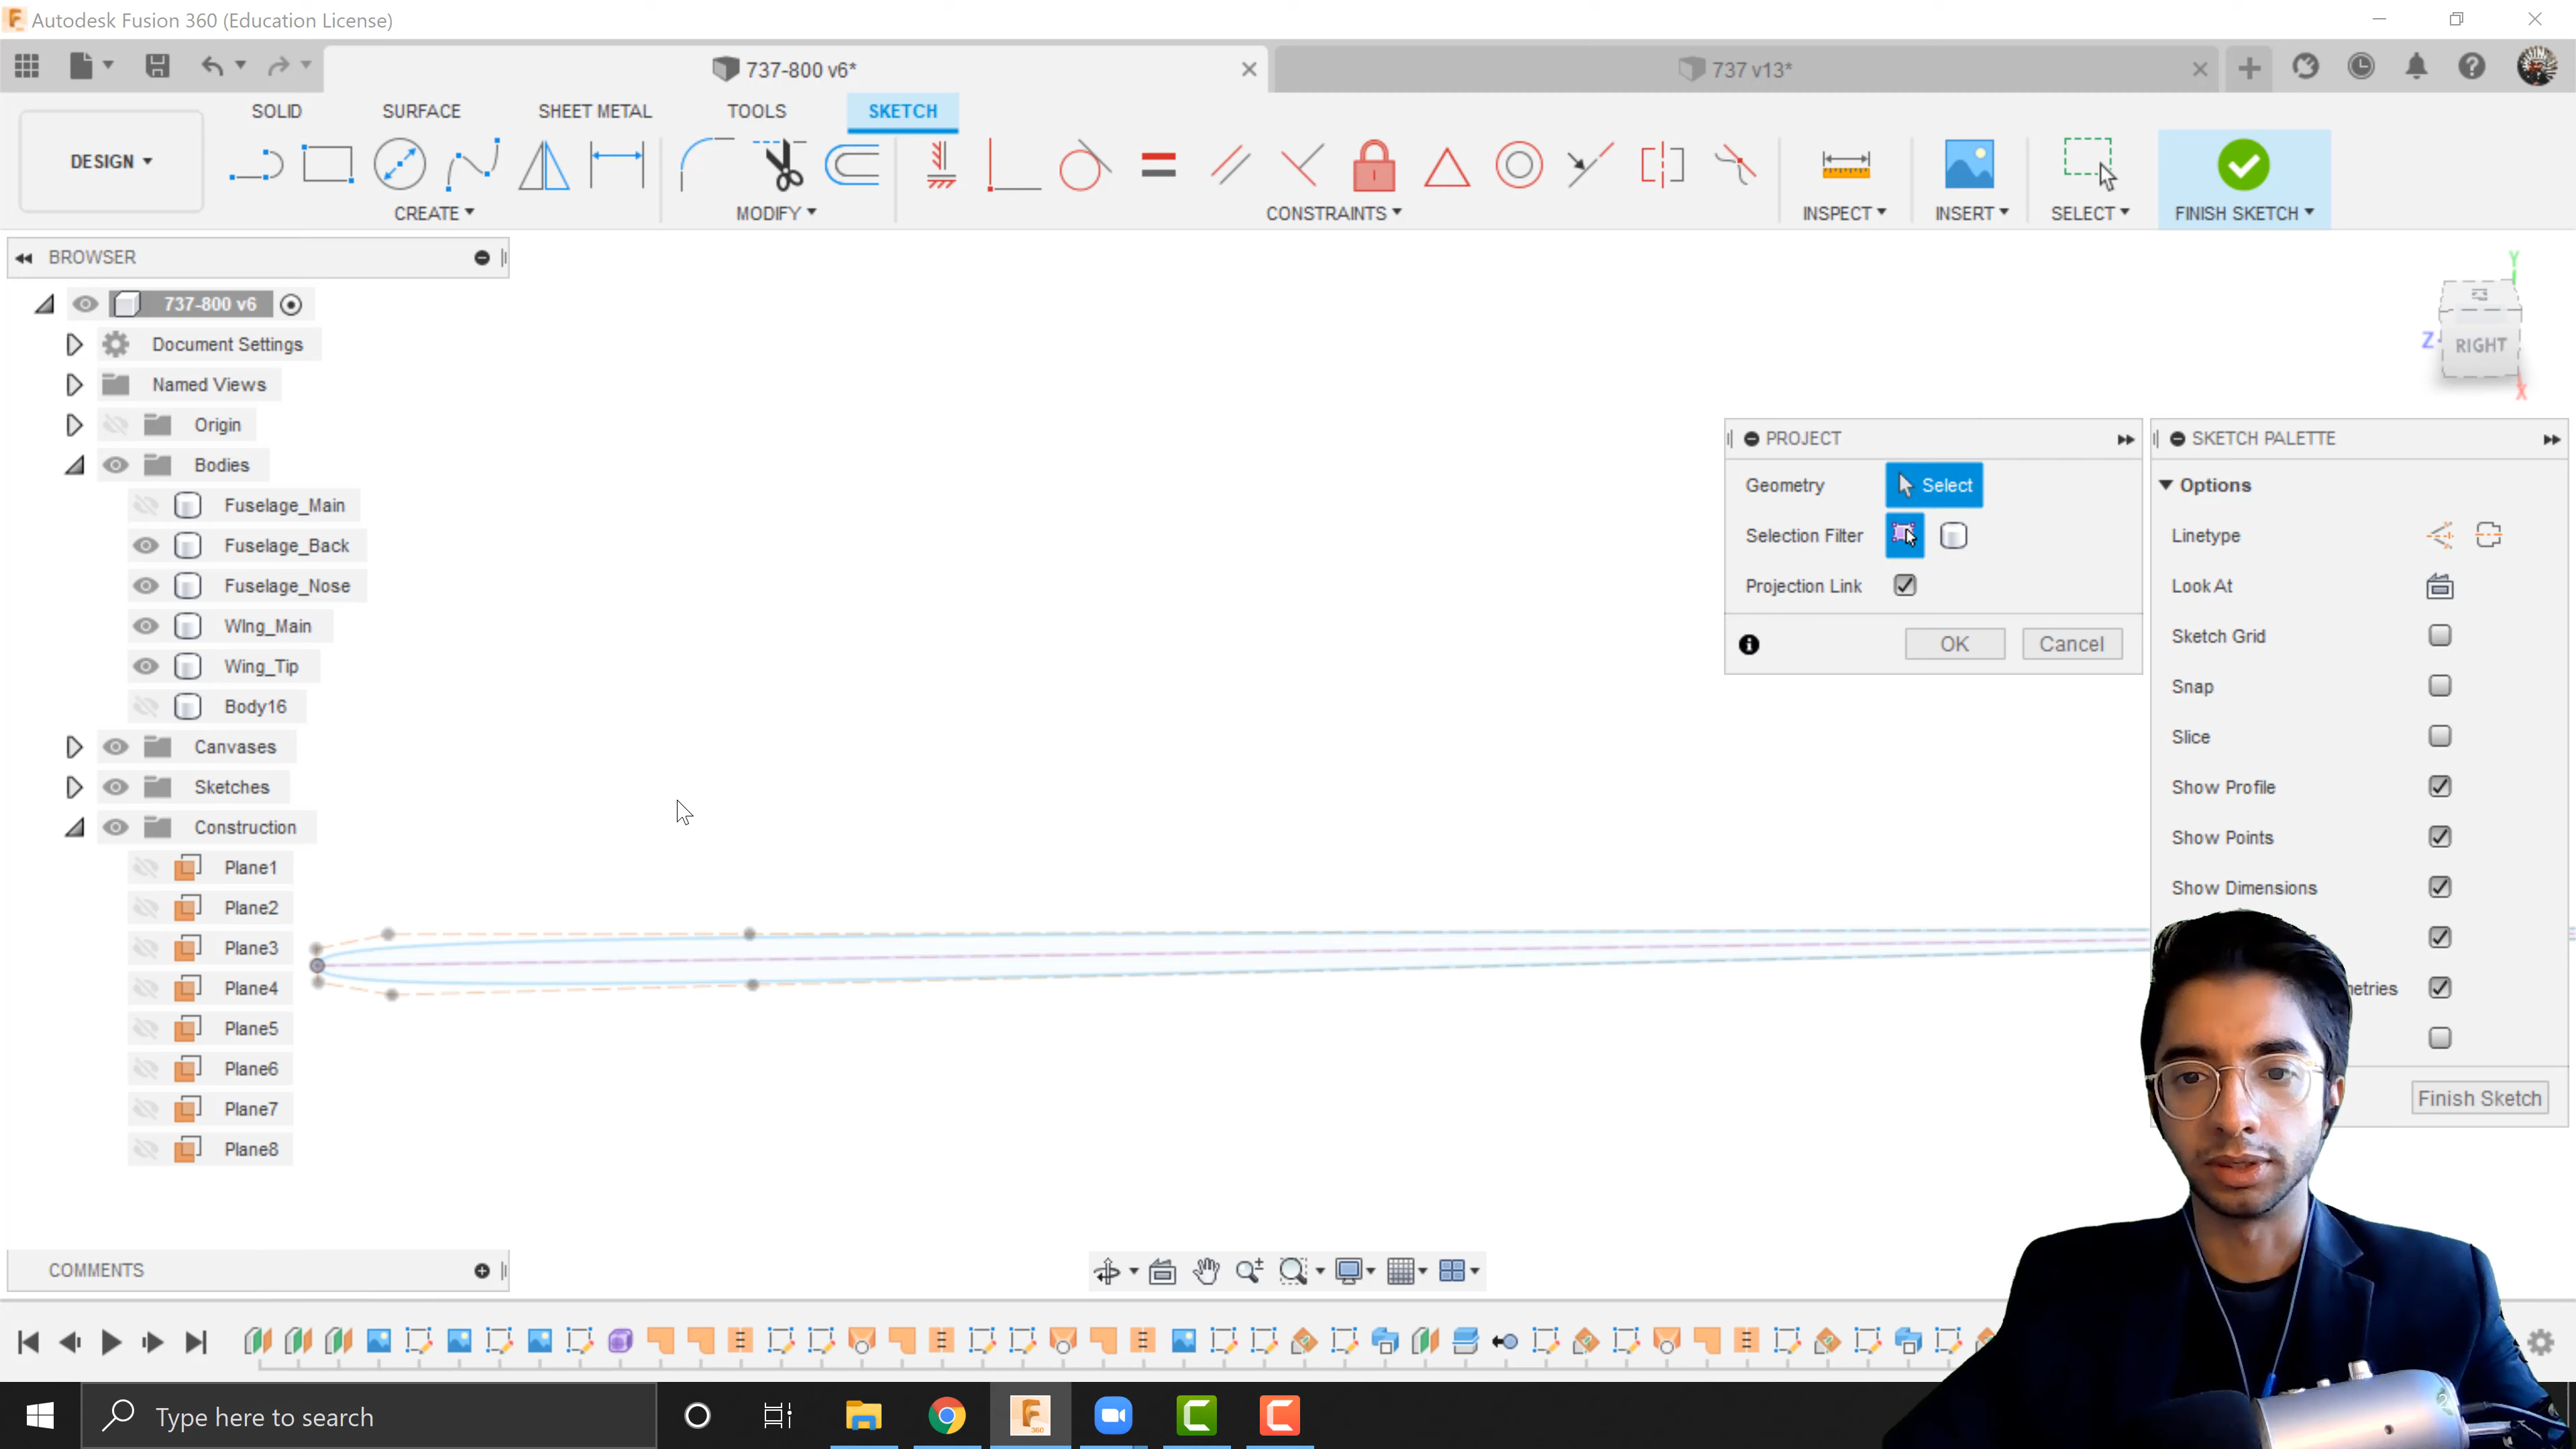 Autodesk Fusion 360 (Education License)
737-800 v6*
737 v13*
SOLID
SURFACE
SHEET METAL
TOOLS
SKETCH
DESIGN
CREATE
MODIFY
CONSTRAINTS
INSPECT
INSERT
SELECT
FINISH SKETCH
BROWSER
737-800 v6
Document Settings
Named Views
Origin
Bodies
Fuselage_Main
Fuselage_Back
Fuselage_Nose
WIng_Main
Wing_Tip
Body16
Canvases
Sketches
Construction
Plane1
Plane2
Plane3
Plane4
Plane5
Plane6
Plane7
Plane8
Y
Z
RIGHT
X
PROJECT
Geometry
Select
Selection Filter
Projection Link
OK
Cancel
SKETCH PALETTE
Options
Linetype
Look At
Sketch Grid
Snap
Slice
Show Profile
Show Points
Show Dimensions
metries
Finish Sketch
COMMENTS
Type here to search
F
360